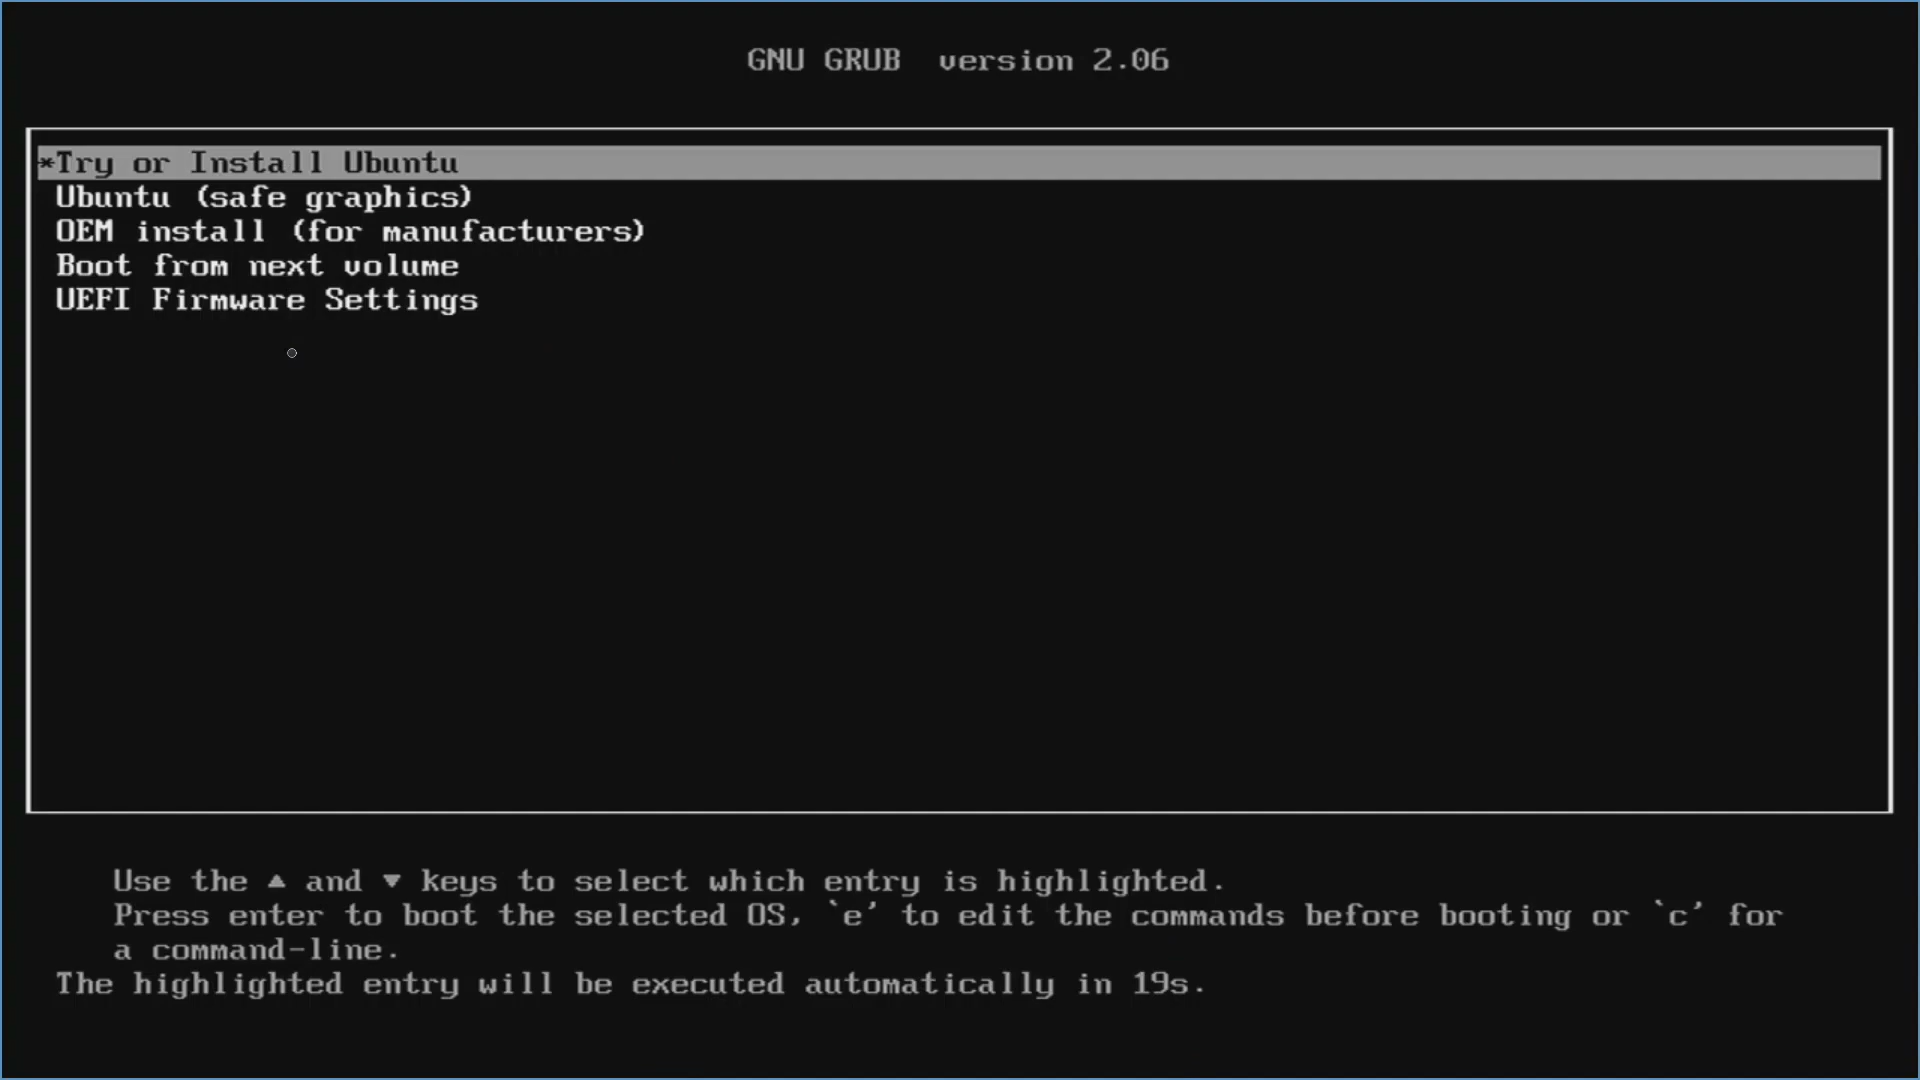 GNU GRUB  version 2.06
*Try or Install Ubuntu
Ubuntu (safe graphics)
OEM install (for manufacturers)
Boot from next volume
UEFI Firmware Settings
Use the ▲ and ▼ keys to select which entry is highlighted.
Press enter to boot the selected OS, `e' to edit the commands before booting or `c' for
a command-line.
The highlighted entry will be executed automatically in 19s.